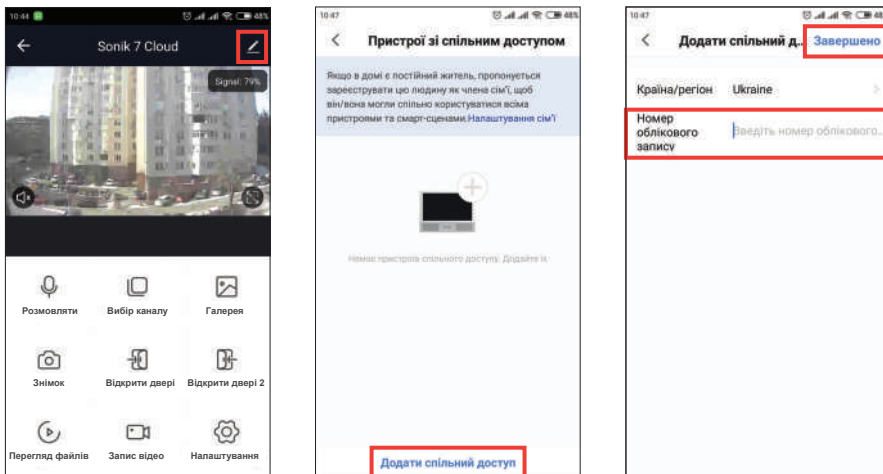 10:44
48%
Sonik 7 Cloud
Signal: 79%
Розмовляти
Вибір каналу
Галерея
Знімок
Відкрити двері
Відкрити двері 2
Перегляд файлів
Запис відео
Налаштування
10:47
48%
Пристрої зі спільним доступом
Якщо в домі є постійний житель, пропонується
зареєструвати цю людину як члена сім'ї, щоб
він/вона могли спільно користуватися всіма
пристроями та смарт-сценами.Налаштування сім'ї
Немає пристроїв спільного доступу. Додайте їх.
Додати спільний доступ
10:47
48
Додати спільний д... Завершено
Країна/регіон Ukraine
Номер
облікового
запису
Введіть номер облікового...